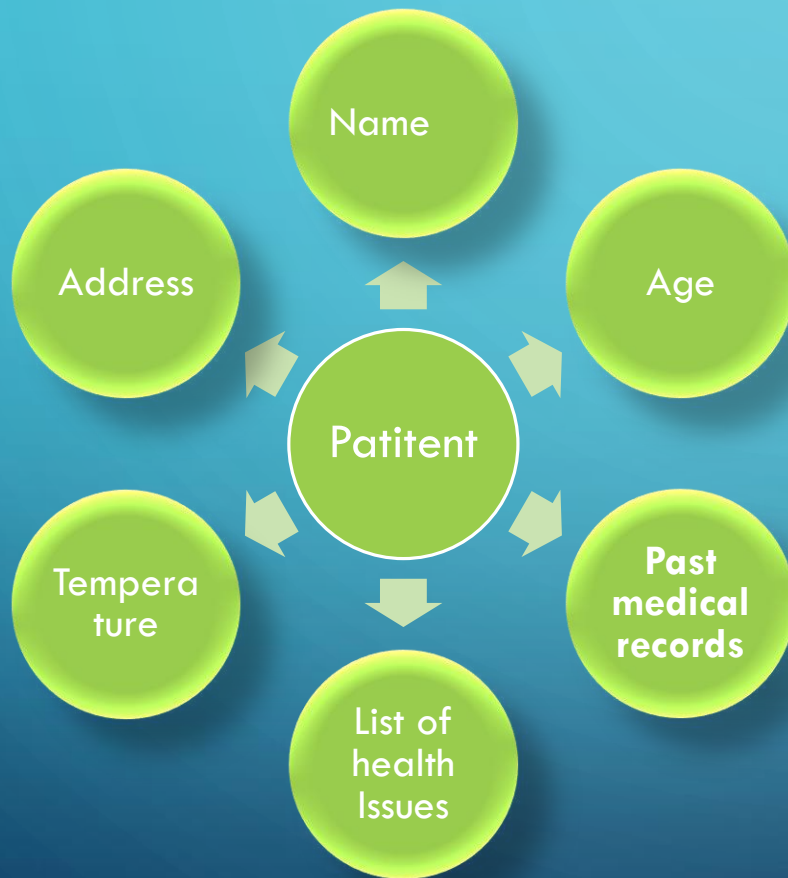 Name
Address
Age
Patitent
Tempera
ture
Past
medical
records
List of
health
Issues